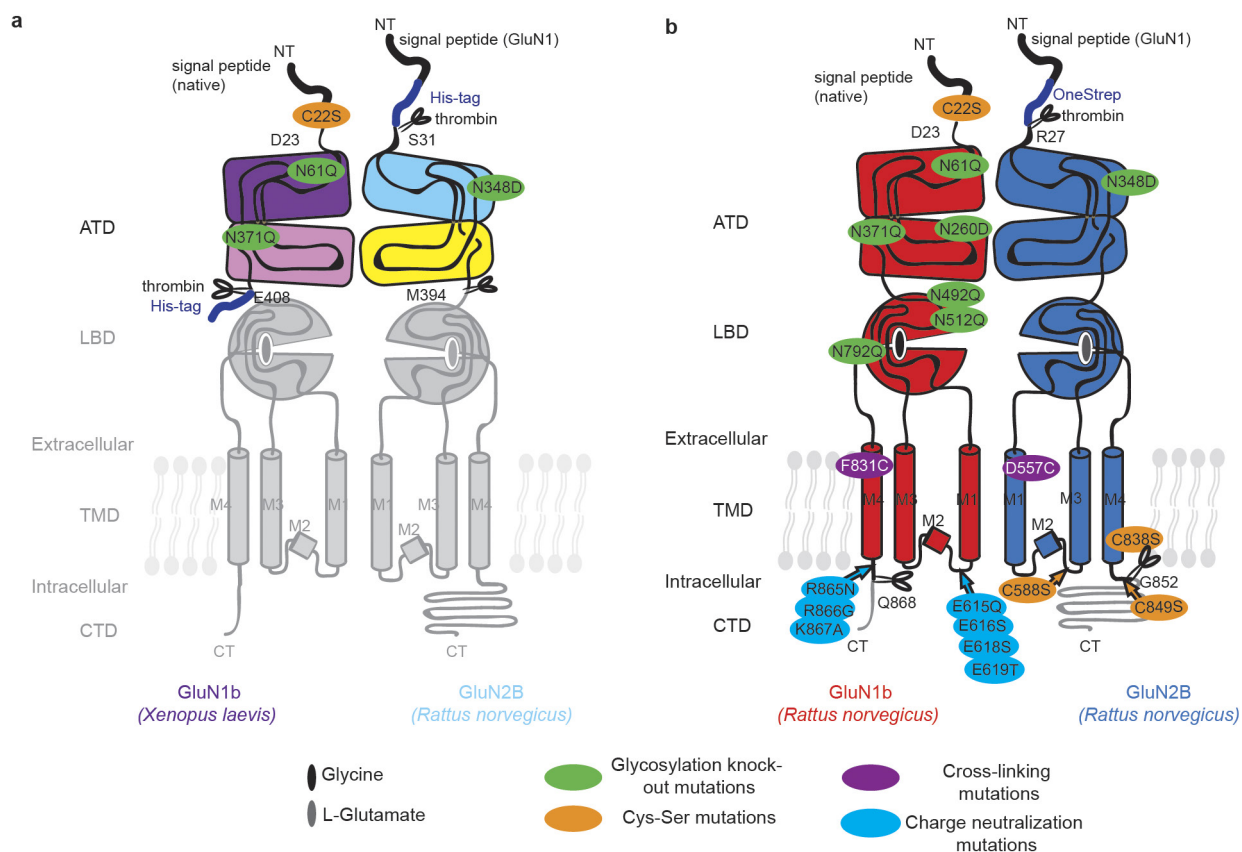 a
NT
signal peptide (GluN1)
NT
signal peptide
(native)
His-tag
thrombin
C22S
D23
S31
N61Q
N348D
ATD
N371Q
thrombin
His-tag
E408
M394
LBD
Extracellular
TMD
M4
M3
M1
M2
M1
M3
M4
M2
Intracellular
CTD
CT
CT
GluN1b
(Xenopus laevis)
GluN2B
(Rattus norvegicus)
b
NT
signal peptide (GluN1)
NT
signal peptide
(native)
OneStrep
thrombin
C22S
D23
R27
N61Q
N348D
ATD
N371Q
N260D
N492Q
N512Q
LBD
N792Q
Extracellular
F831C
D557C
TMD
M4
M3
M1
M2
M1
M3
M4
M2
C838S
Intracellular
R865N
R866G
K867A
Q868
E615Q
E616S
E618S
E619T
C588S
G852
C849S
CTD
CT
CT
GluN1b
(Rattus norvegicus)
GluN2B
(Rattus norvegicus)
Glycine
L-Glutamate
Glycosylation knock-
out mutations
Cys-Ser mutations
Cross-linking
mutations
Charge neutralization
mutations